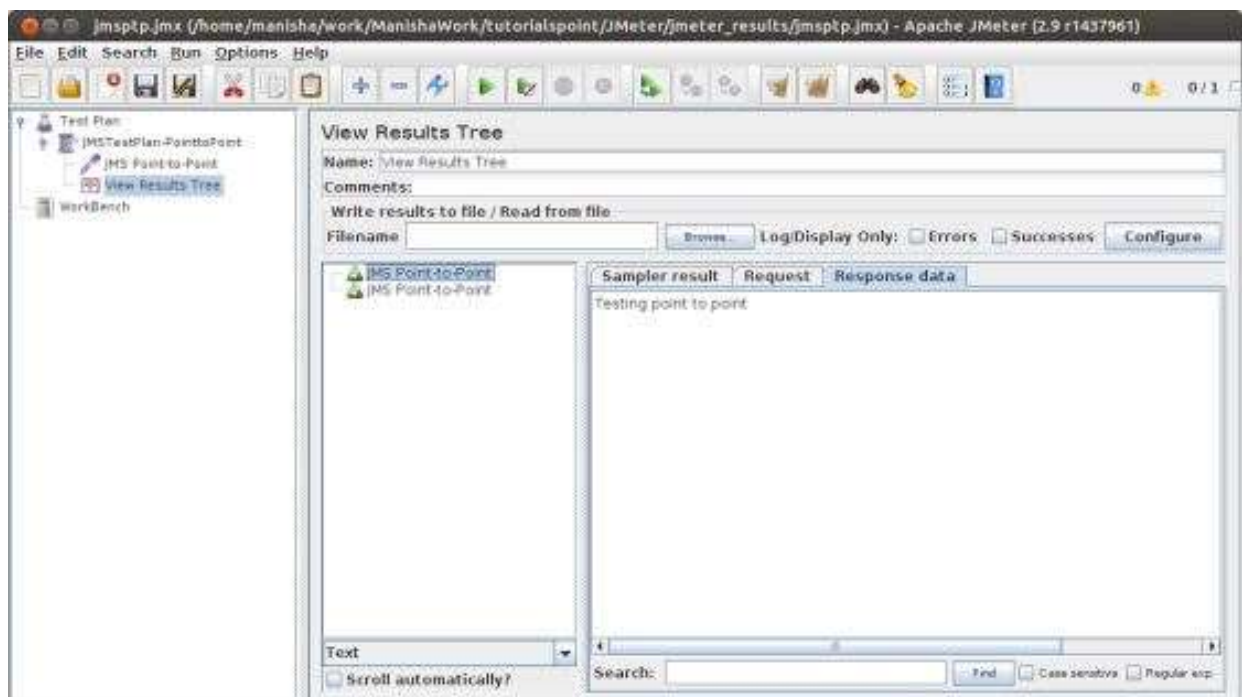 jmsptp.jmx (/home/manisha/work/ManishaWork/tutorialspoint/JMeter/jmeter_results/jmsptp.jmx) - Apache JMeter (2.9 r1437961)
File Edit Search Run Options Help
0 0 / 1
Test Plan
JMSTestPlan-PointtoPoint
JMS Point-to-Point
View Results Tree
WorkBench
View Results Tree
Name: View Results Tree
Comments:
Write results to file / Read from file
Filename Browse... Log/Display Only: Errors Successes Configure
JMS Point-to-Point
JMS Point-to-Point
Sampler result Request Response data
Testing point to point
Text
Scroll automatically?
Search: Find Case sensitive Regular exp.